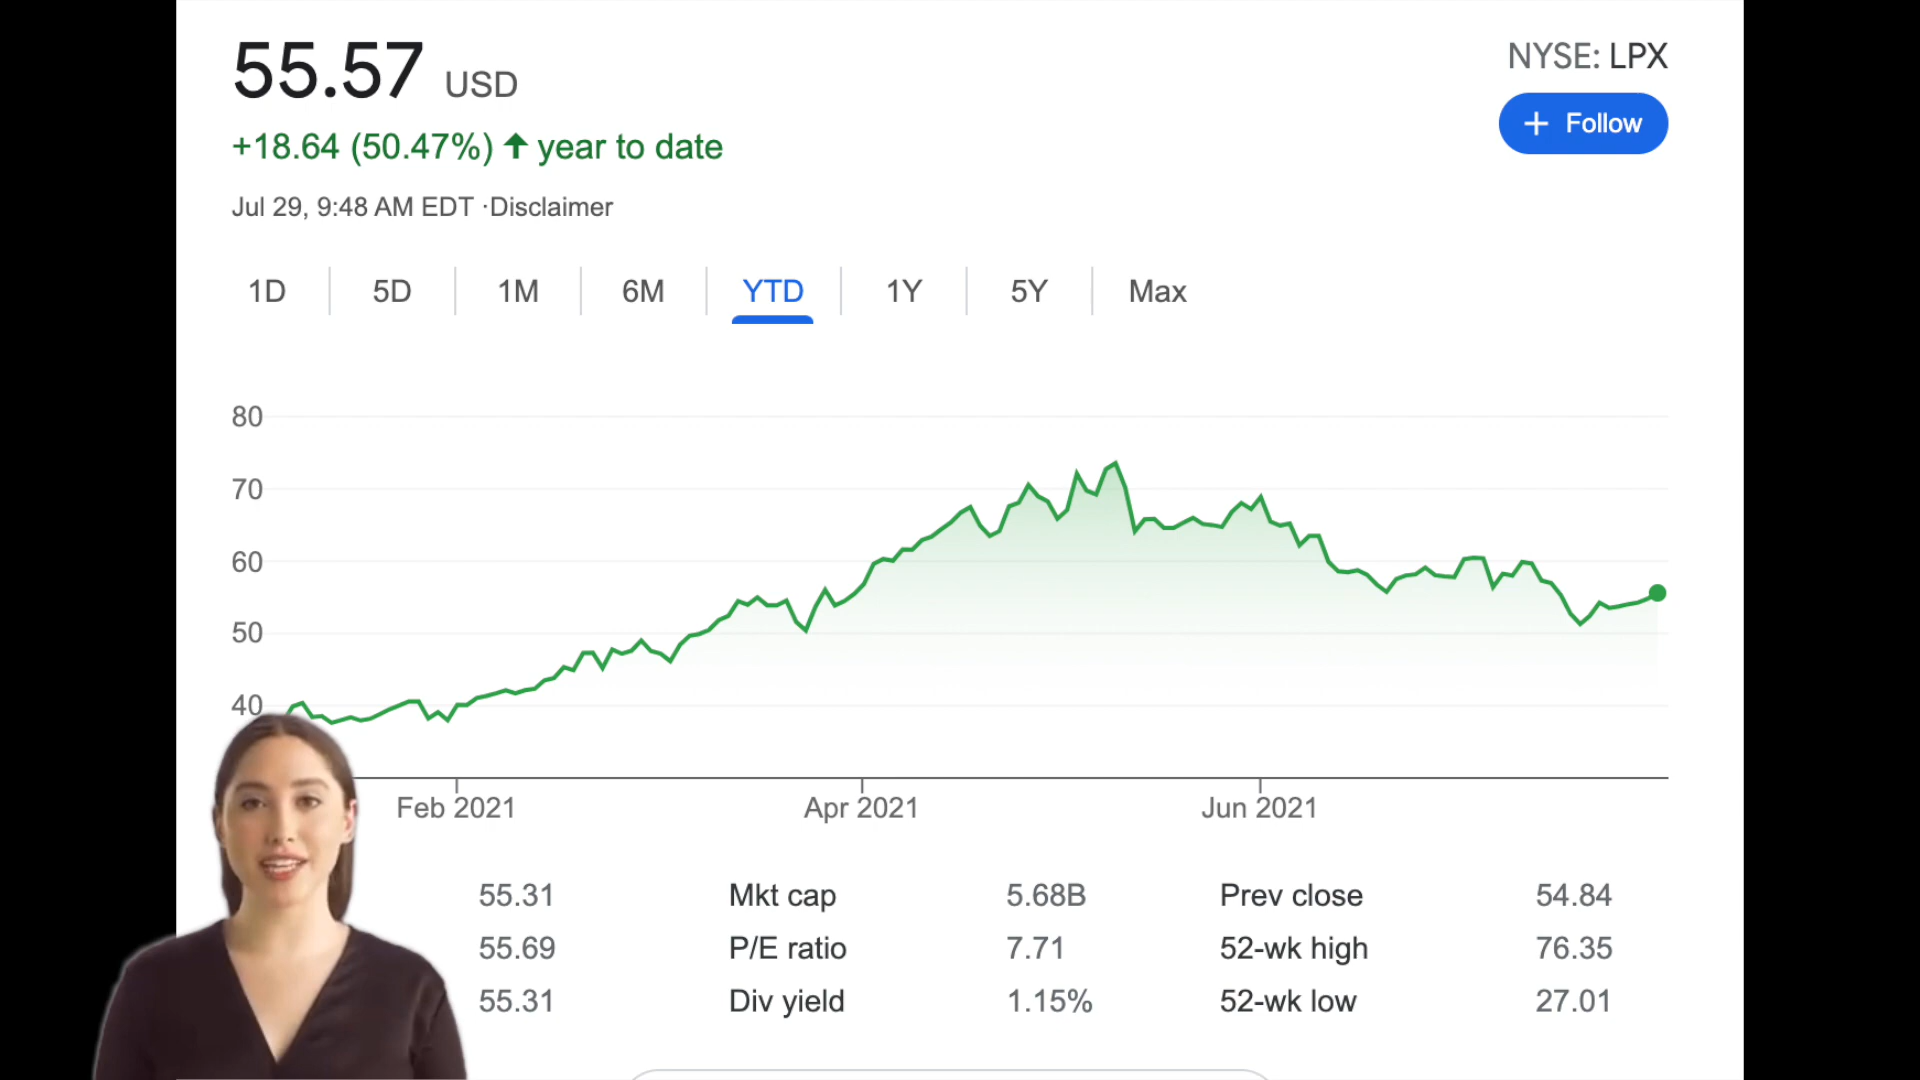 55.57 USD
NYSE: LPX
+ Follow
+18.64 (50.47%) ↑ year to date
Jul 29, 9:48 AM EDT ·Disclaimer
1D 5D 1M 6M YTD 1Y 5Y Max
80
70
60
50
40
Feb 2021 Apr 2021 Jun 2021
55.31 Mkt cap 5.68B Prev close 54.84
55.69 P/E ratio 7.71 52-wk high 76.35
55.31 Div yield 1.15% 52-wk low 27.01